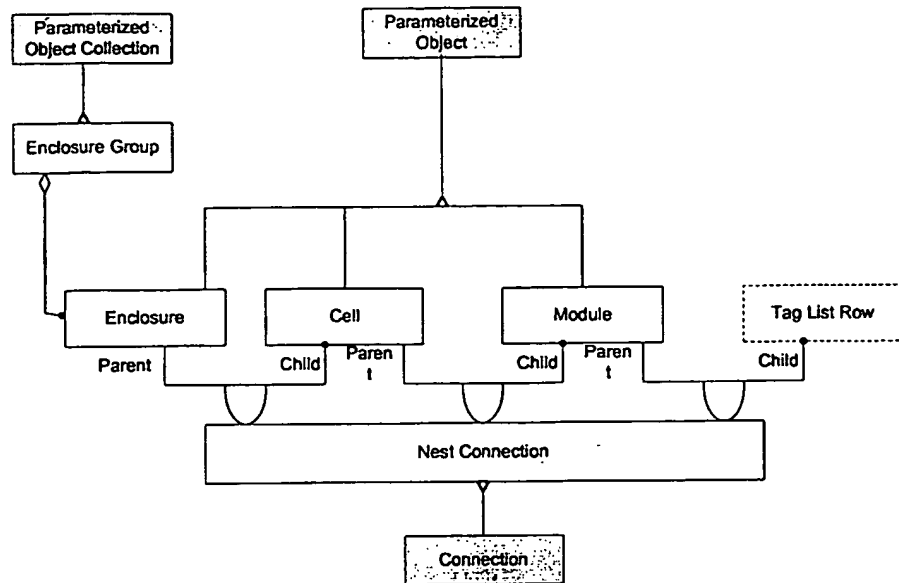 Parameterized
Object Collection
Parameterized
Object
Enclosure Group
Enclosure
Cell
Module
Tag List Row
Parent
Child
Paren
t
Child
Paren
t
Child
Nest Connection
Connection